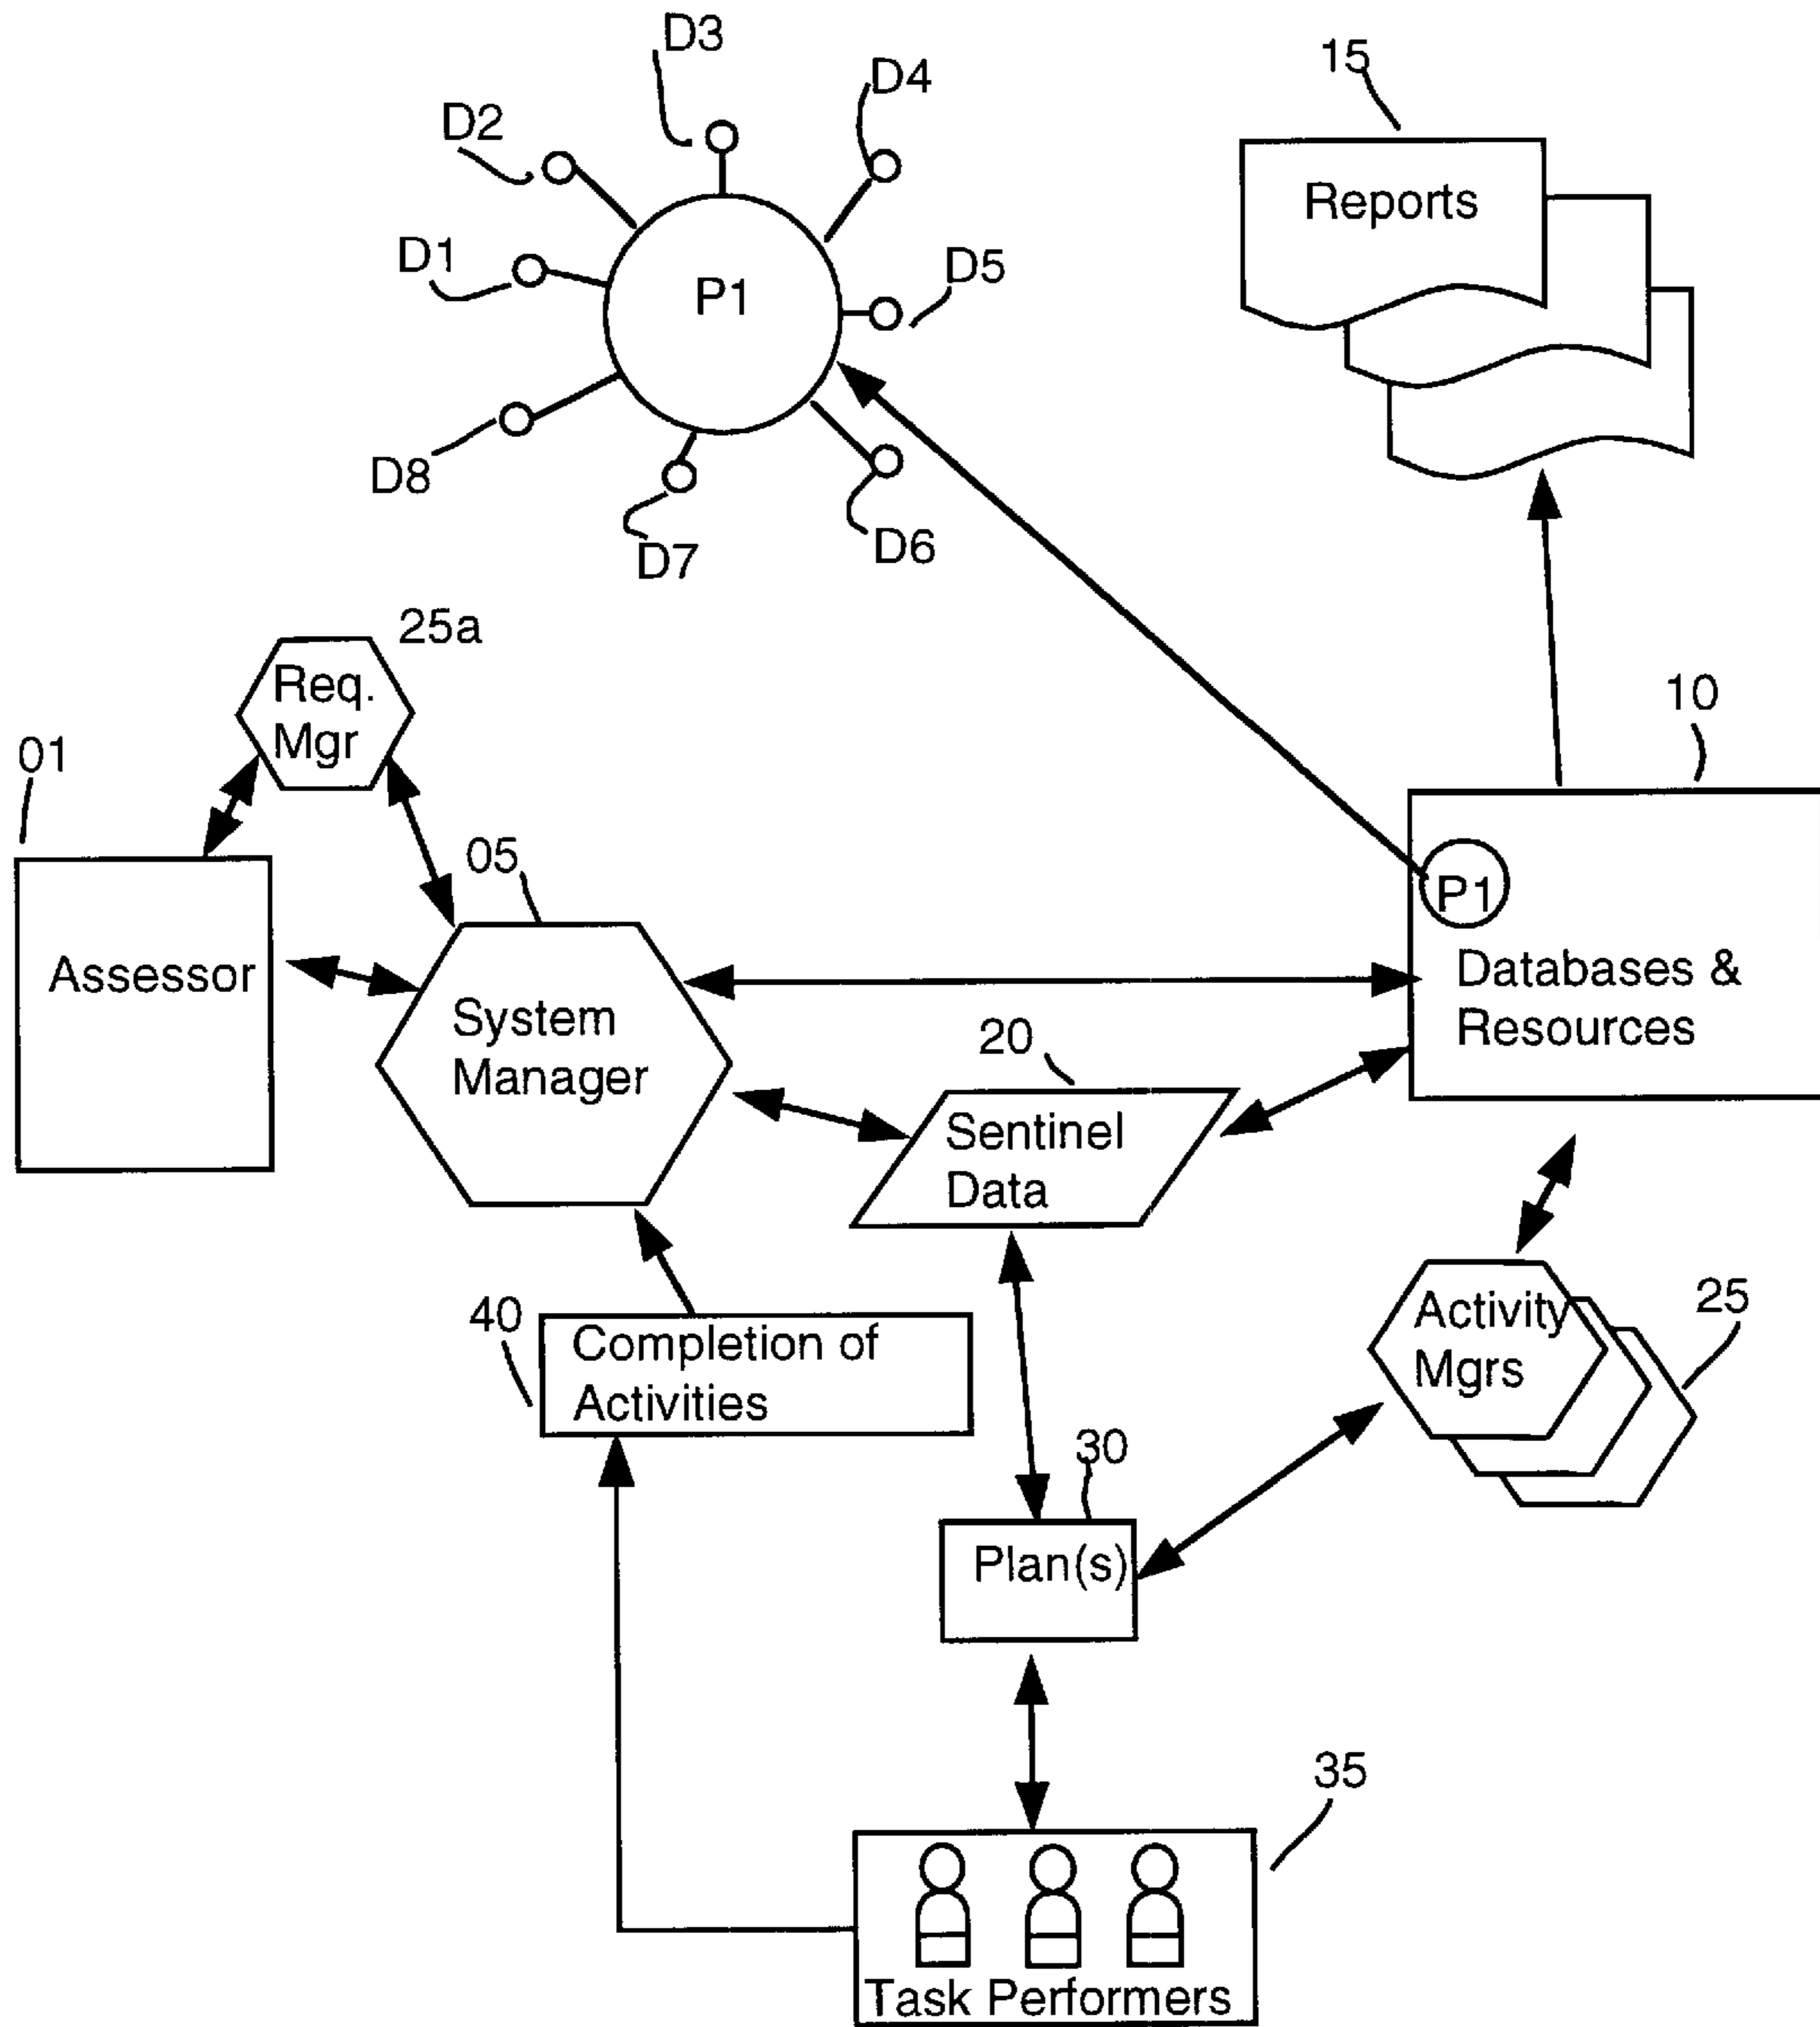 D3
D4
15
D2
Reports
D1
D5
P1
D8
D7
D6
25a
Req.
Mgr
10
01
05
P1
Assessor
Databases &
Resources
System
Manager
20
Sentinel
Data
25
Activity
Mgrs
40
Completion of
Activities
30
Plan(s)
35
Task Performers